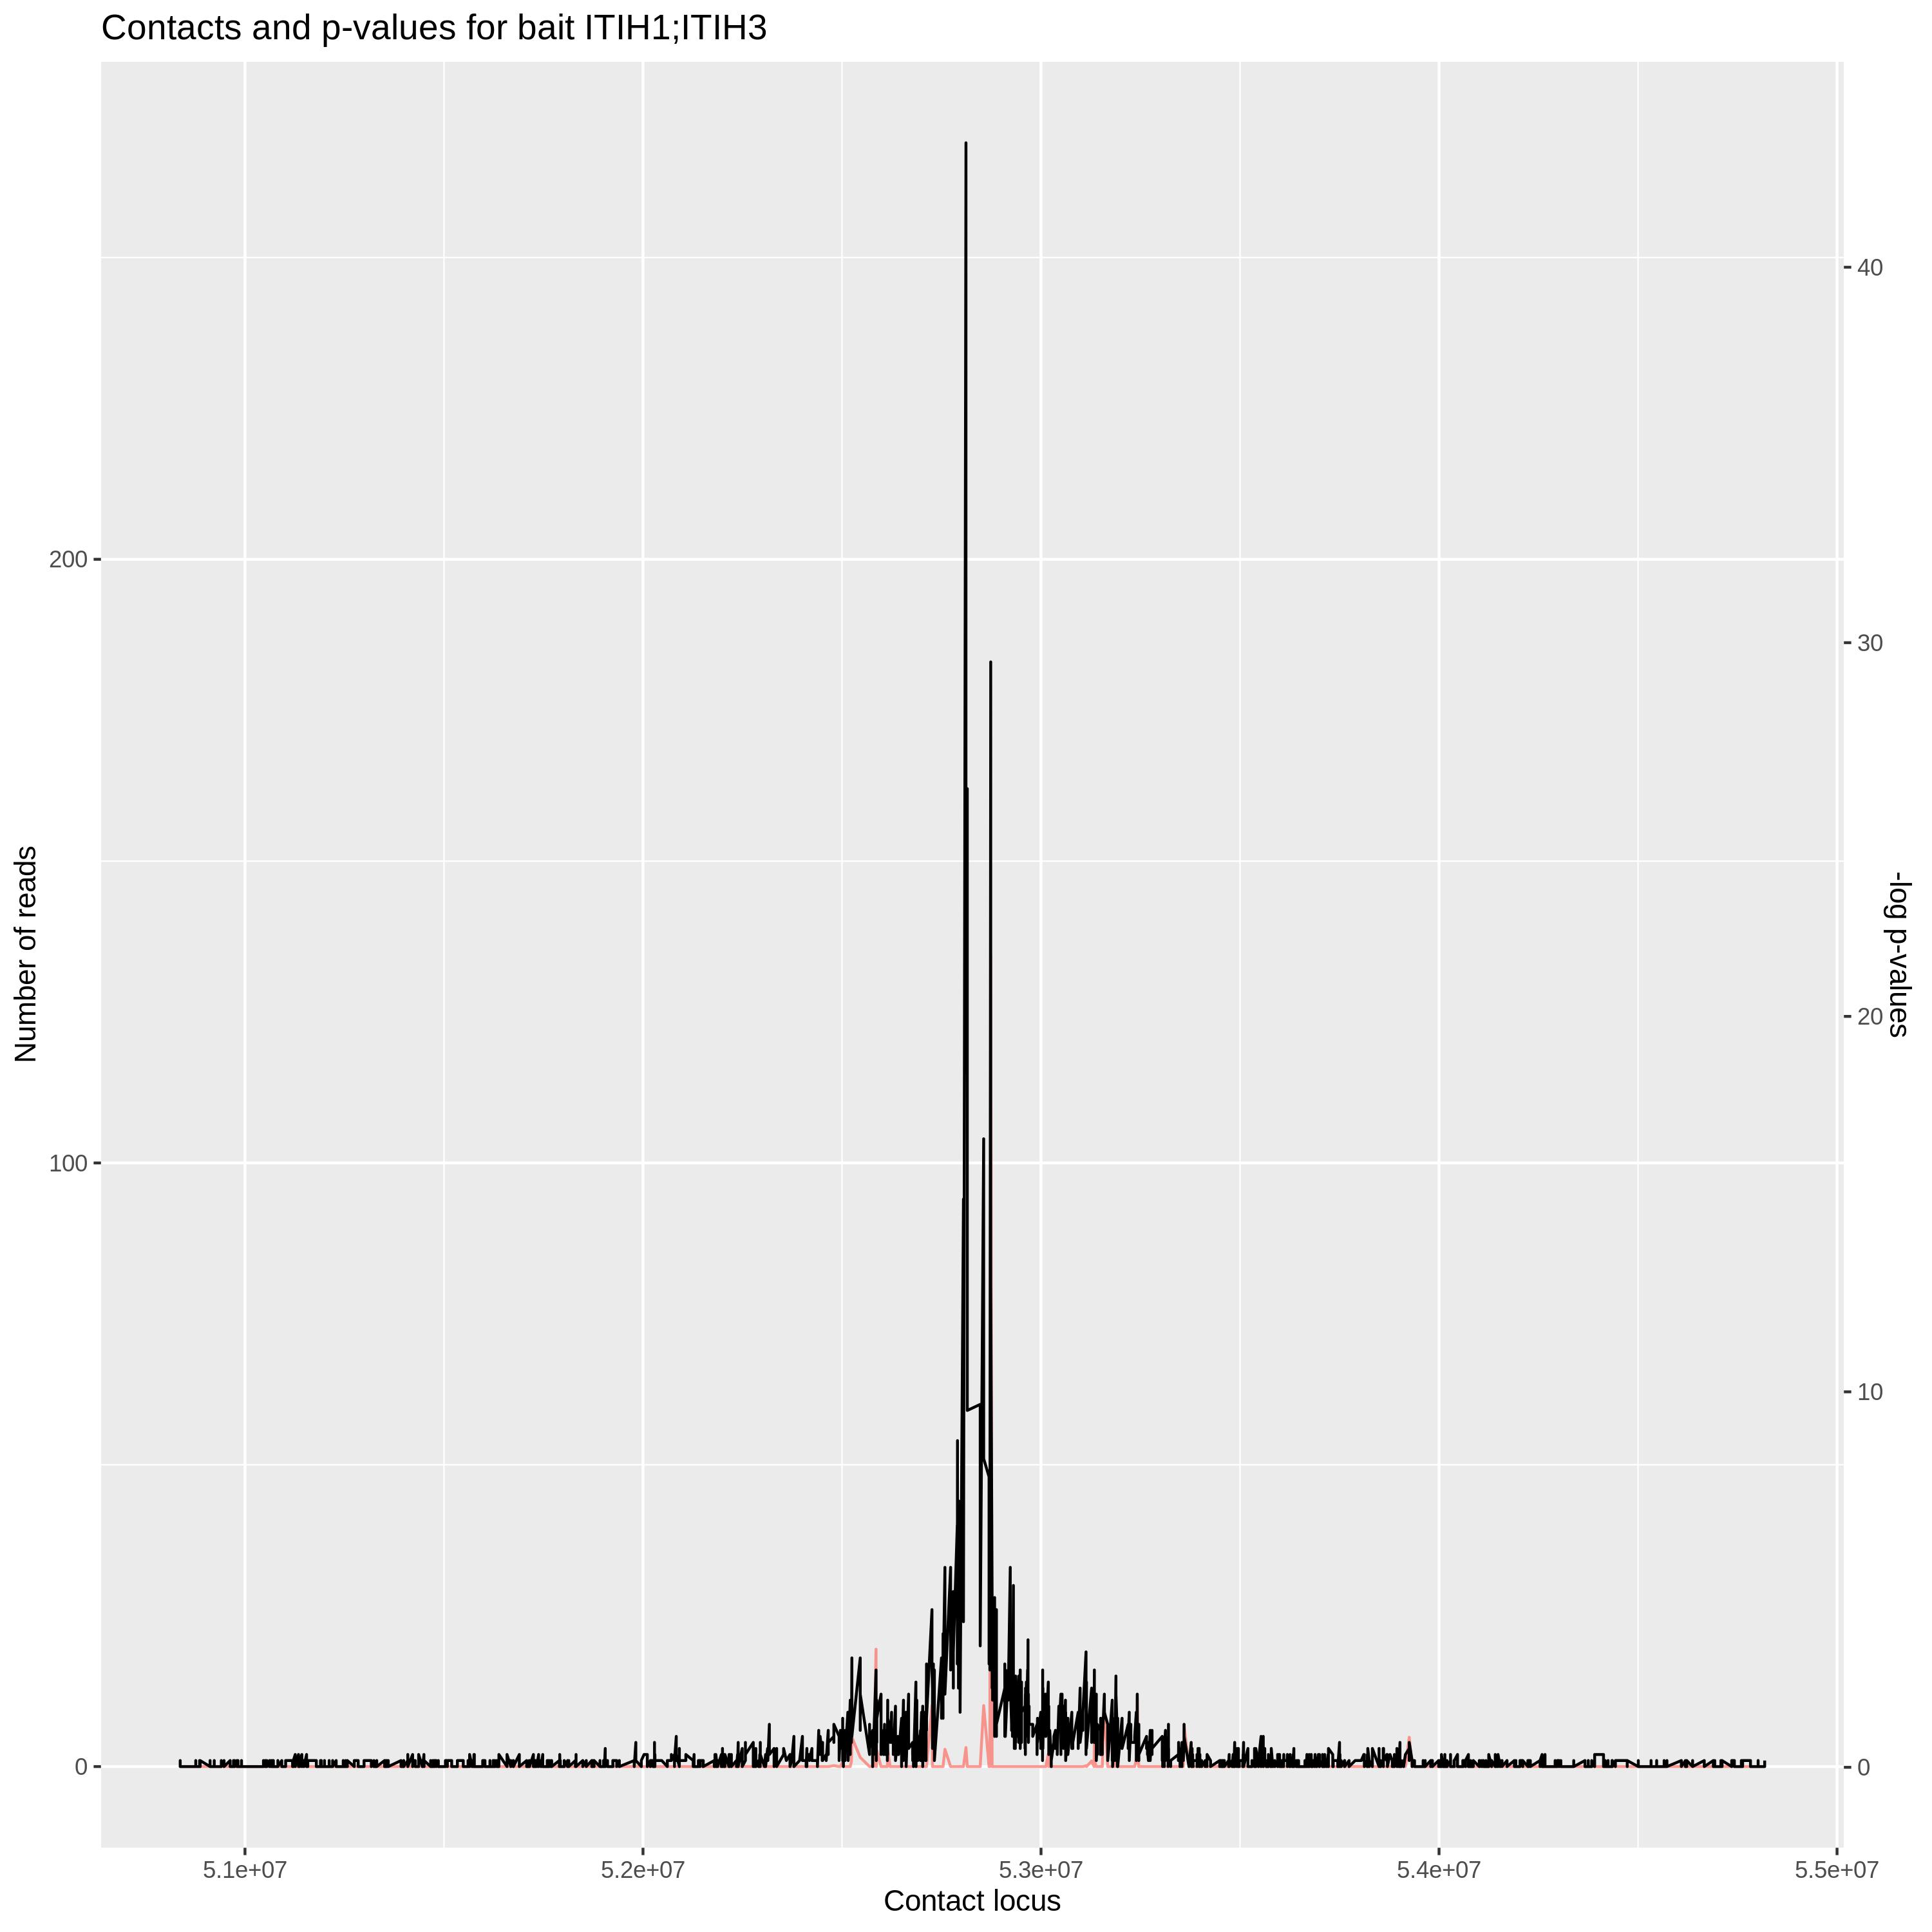 Contacts and p-values for bait ITIH1;ITIH3
Number of reads
200
100
0
40
30
20
10
0
-log p-values
5.1e+07
5.2e+07
5.3e+07
5.4e+07
5.5e+07
Contact locus